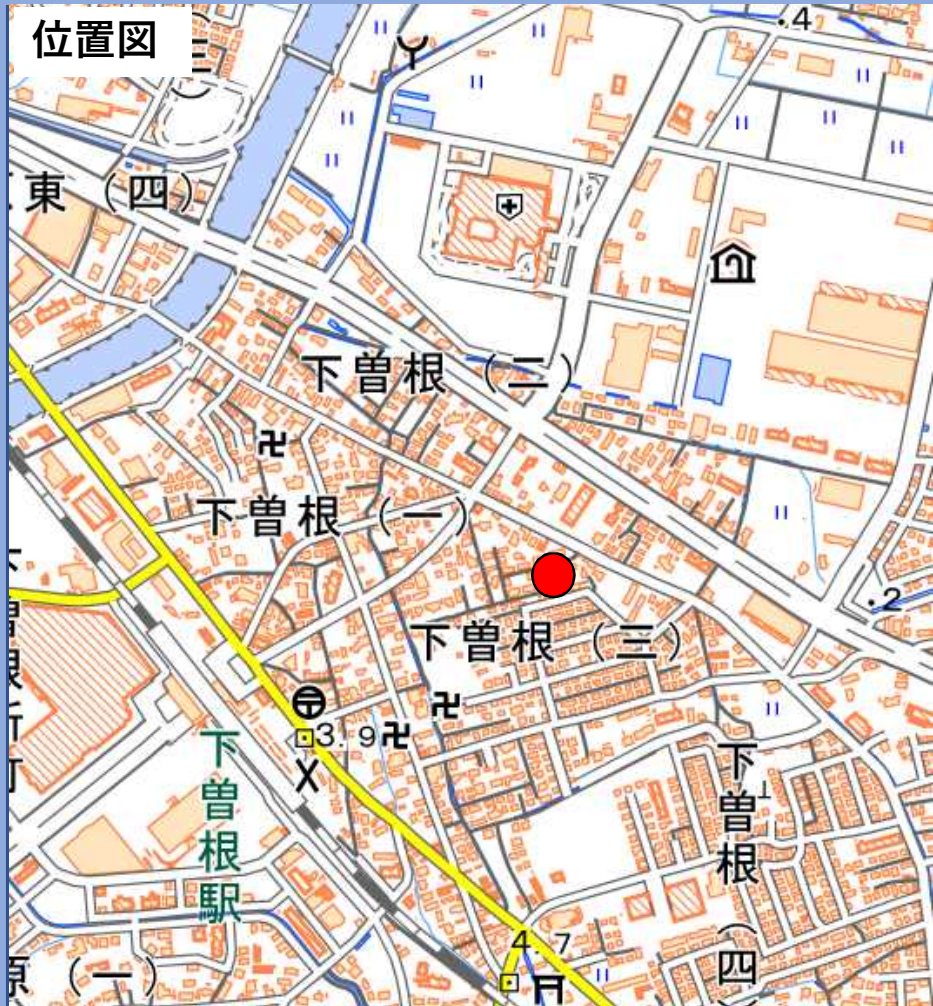 位置図
4
東（四）
下曽根（二）
下曽根（一）
2
下曽根（三）
3.9
下曽根駅
下曽根（四
4.7
原（一）